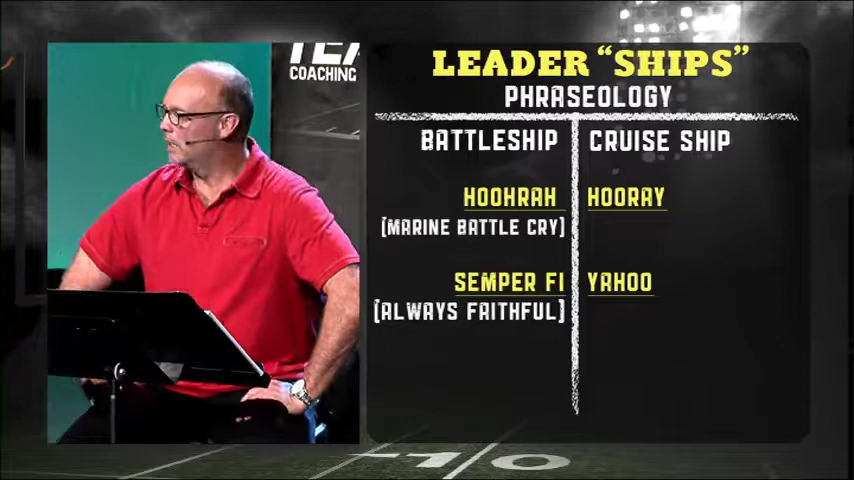 COACHING
LEADER "SHIPS"
PHRASEOLOGY
BATTLESHIP CRUISE SHIP
HOOHRAH HOORAY
[MARINE BATTLE CRY]
SEMPER FI YAHOO
[ALWAYS FAITHFUL]
10